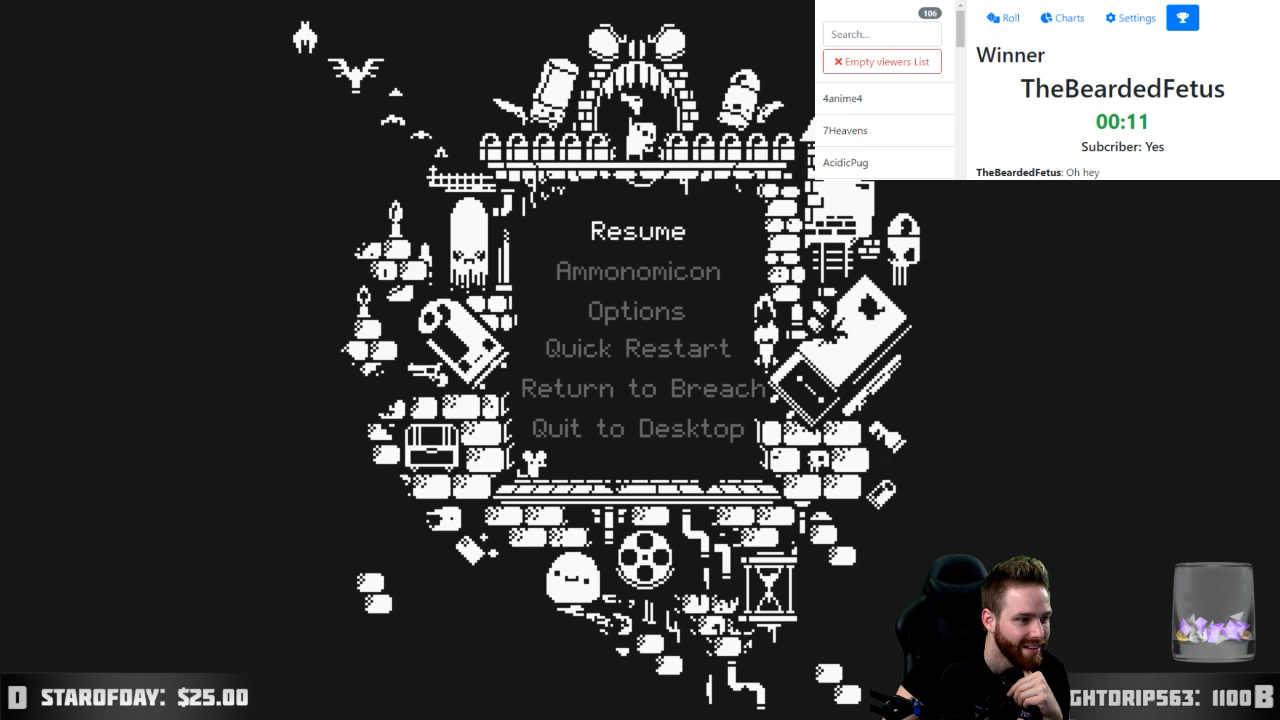 106
Search...
Empty viewers List
4anime4
7Heavens
AcidicPug
Roll
Charts
Settings
Winner
TheBeardedFetus
00:11
Subcriber: Yes
TheBeardedFetus: Oh hey
Resume
Ammonomicon
Options
Quick Restart
Return to Breach
Quit to Desktop
STAROFDAY: $25.00
GHTDRIP563: 1100B